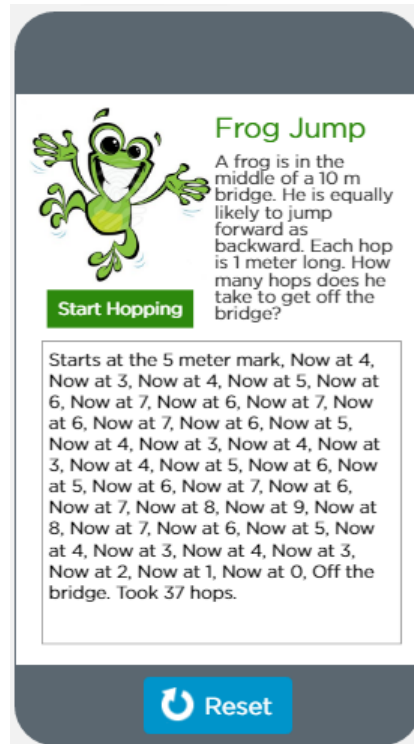 Frog Jump
A frog is in the
middle of a 10 m
bridge. He is equally
likely to jump
forward as
backward. Each hop
is 1 meter long. How
many hops does he
take to get off the
bridge?
Start Hopping
Starts at the 5 meter mark, Now at 4,
Now at 3, Now at 4, Now at 5, Now at
6, Now at 7, Now at 6, Now at 7, Now
at 6, Now at 7, Now at 6, Now at 5,
Now at 4, Now at 3, Now at 4, Now at
3, Now at 4, Now at 5, Now at 6, Now
at 5, Now at 6, Now at 7, Now at 6,
Now at 7, Now at 8, Now at 9, Now at
8, Now at 7, Now at 6, Now at 5, Now
at 4, Now at 3, Now at 4, Now at 3,
Now at 2, Now at 1, Now at 0, Off the
bridge. Took 37 hops.
Reset